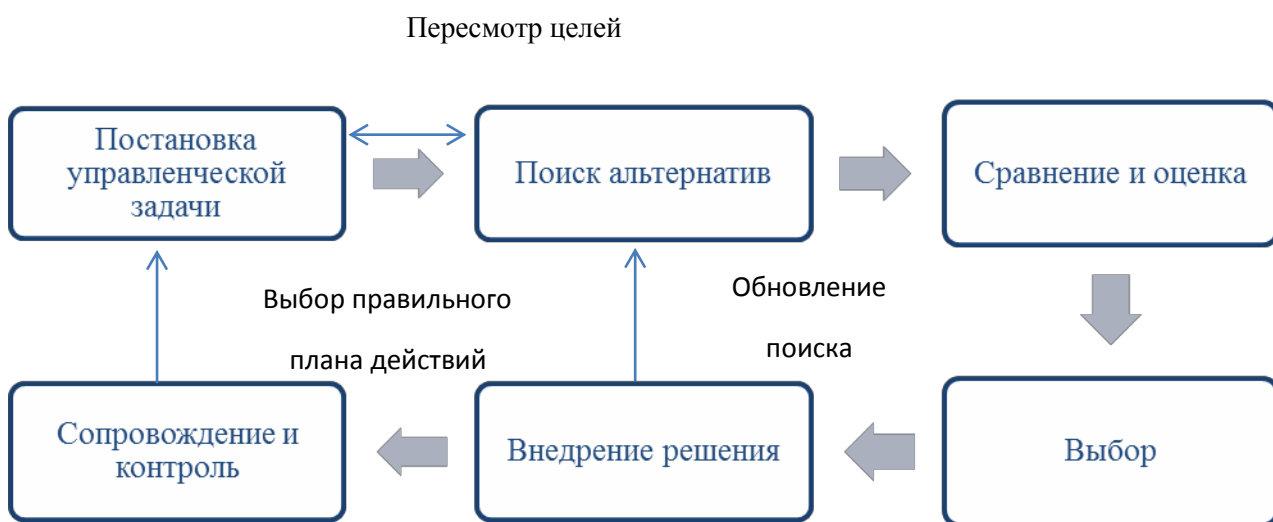 Пересмотр целей
Постановка
управленческой
задачи
Поиск альтернатив
Сравнение и оценка
Выбор правильного
плана действий
Обновление
поиска
Сопровождение и
контроль
Внедрение решения
Выбор